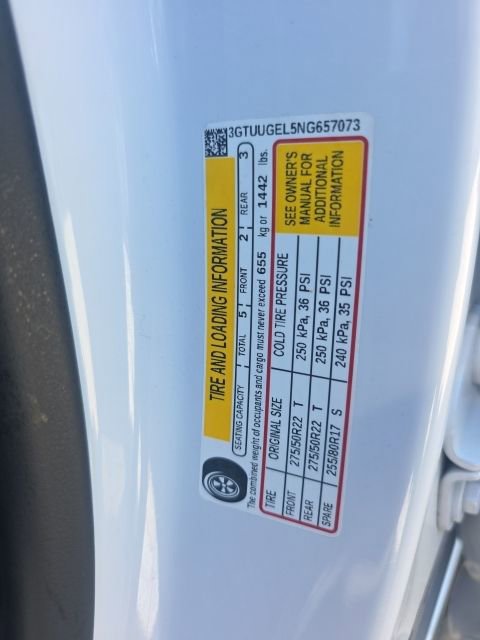 3GTUUGEL5NG657073
TIRE AND LOADING INFORMATION
SEATING CAPACITY TOTAL 5 FRONT 2 REAR 3
The combined weight of occupants and cargo must never exceed 655 kg or 1442 lbs.
TIRE ORIGINAL SIZE COLD TIRE PRESSURE
FRONT 275/50R22 T 250 kPa, 36 PSI
REAR 275/50R22 T 250 kPa, 36 PSI
SPARE 255/80R17 S 240 kPa, 35 PSI
SEE OWNER'S
MANUAL FOR
ADDITIONAL
INFORMATION